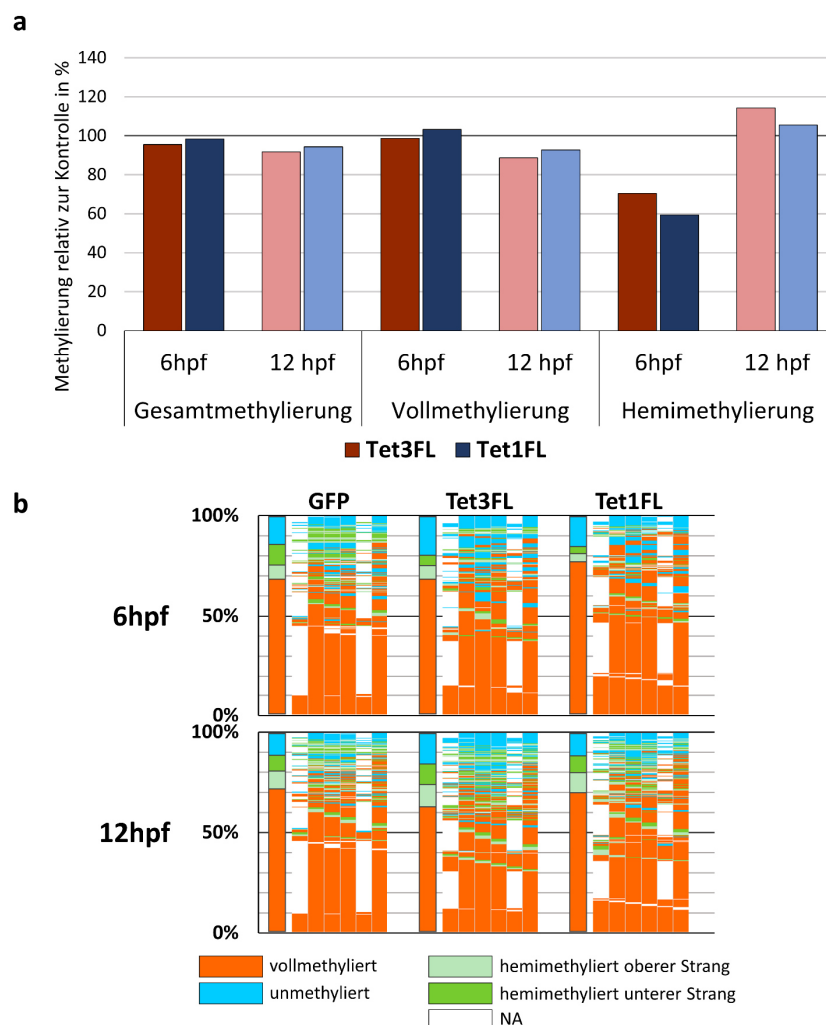 a
Methylierung relativ zur Kontrolle in %
140
120
100
80
60
40
20
0
6hpf 12 hpf 6hpf 12 hpf 6hpf 12 hpf
Gesamtmethylierung Vollmethylierung Hemimethylierung
Tet3FL Tet1FL
b
GFP Tet3FL Tet1FL
100%
6hpf
50%
0%
100%
12hpf
50%
0%
vollmethyliert hemimethyliert oberer Strang
unmethyliert hemimethyliert unterer Strang
NA